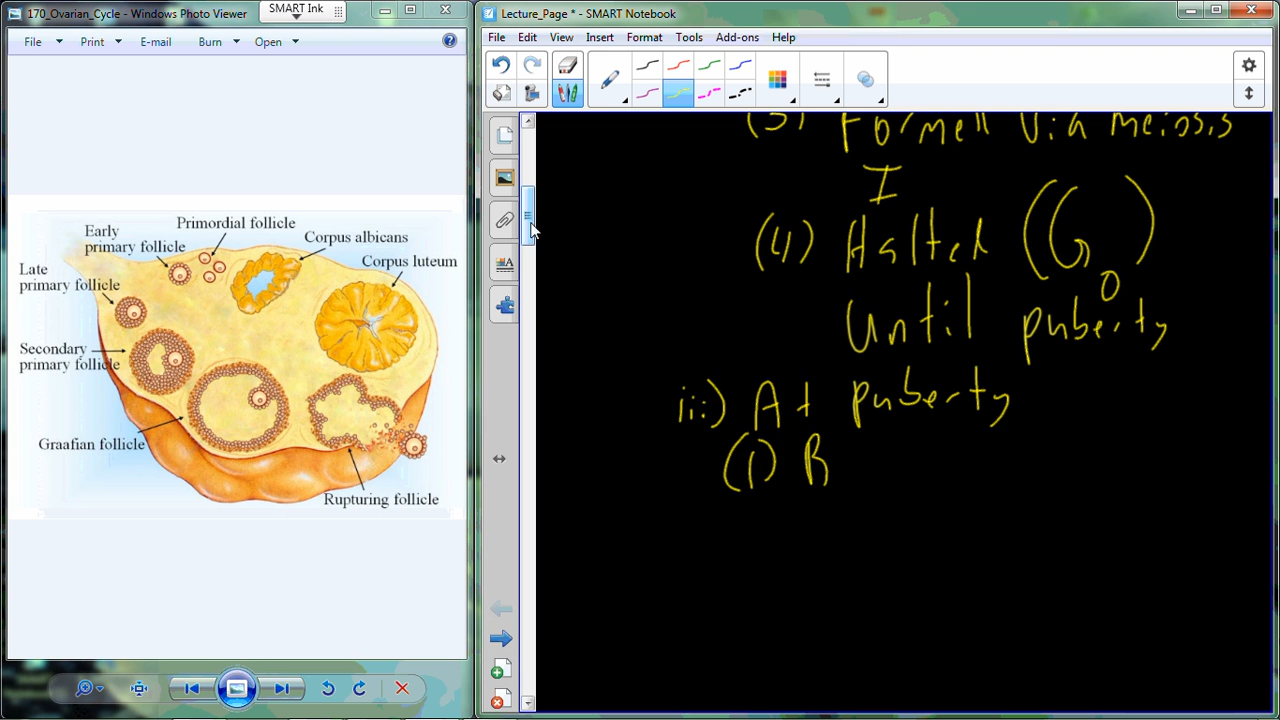 170_Ovarian_Cycle - Windows Photo Viewer
SMART Ink
File Print E-mail Burn Open
Early
primary follicle
Primordial follicle
Corpus albicans
Corpus luteum
Late
primary follicle
Secondary
primary follicle
Graafian follicle
Rupturing follicle
Lecture_Page * - SMART Notebook
File Edit View Insert Format Tools Add-ons Help
(3) Formed via meiosis
I
(4) Halted (G0)
until puberty
iii) At puberty
(1) B